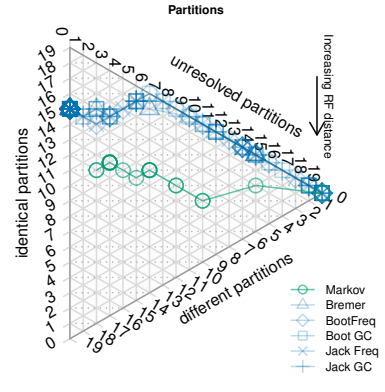 Partitions
0 1 2 3 4 5 6 7 8 9 10 11 12 13 14 15 16 17 18 19
unresolved partitions
Increasing RF distance
19
18
17
16
15
14
13
12
11
10
9
8
7
6
5
4
3
2
1
0
identical partitions
0 1 2 3 4 5 6 7 8 9 10 11 12 13 14 15 16 17 18 19
different partitions
Markov
Bremer
BootFreq
Boot GC
Jack Freq
Jack GC